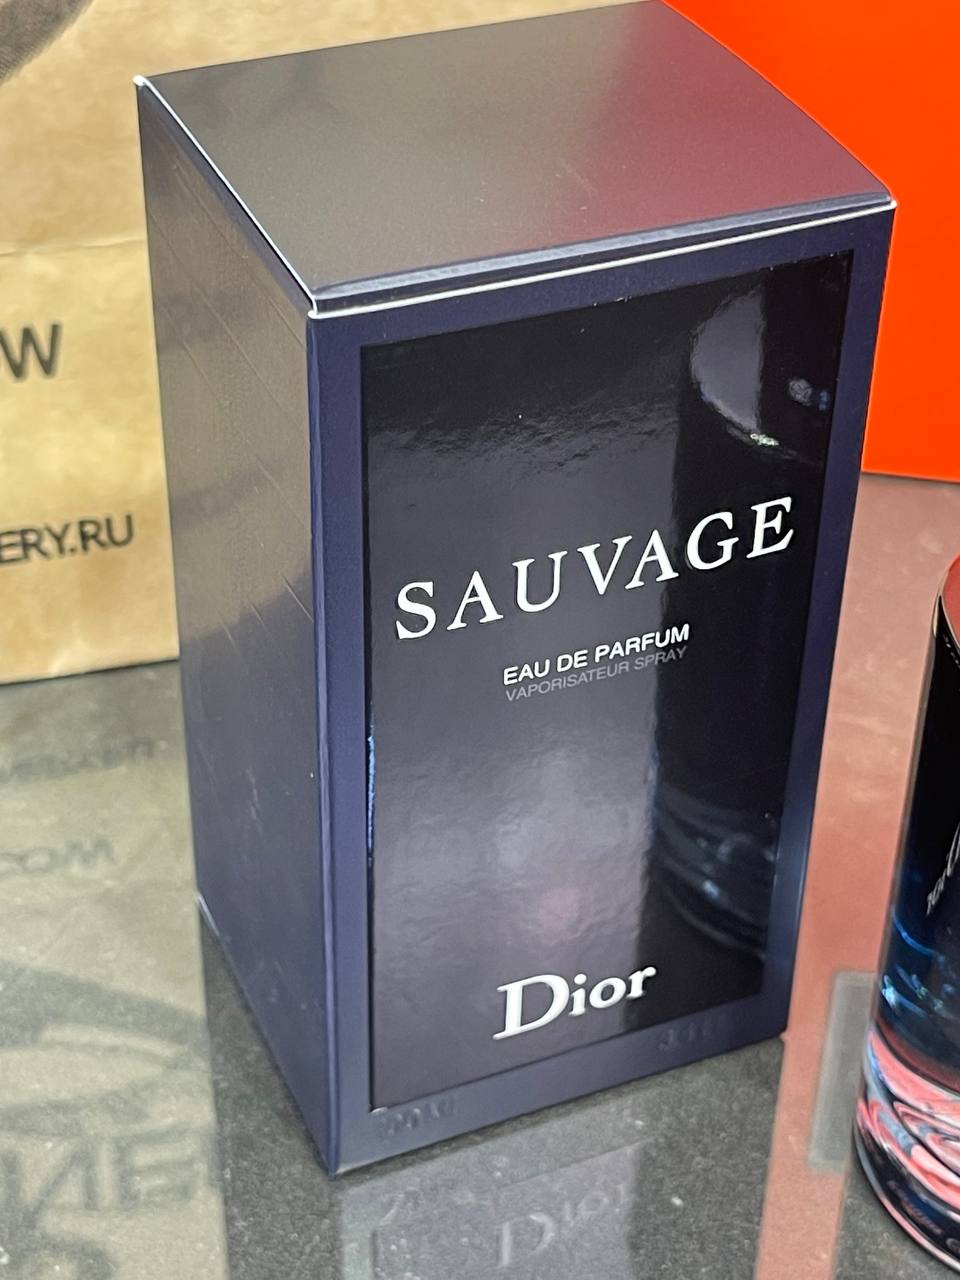 W
ERY.RU
SAUVAGE
EAU DE PARFUM
VAPORISATEUR SPRAY
Dior